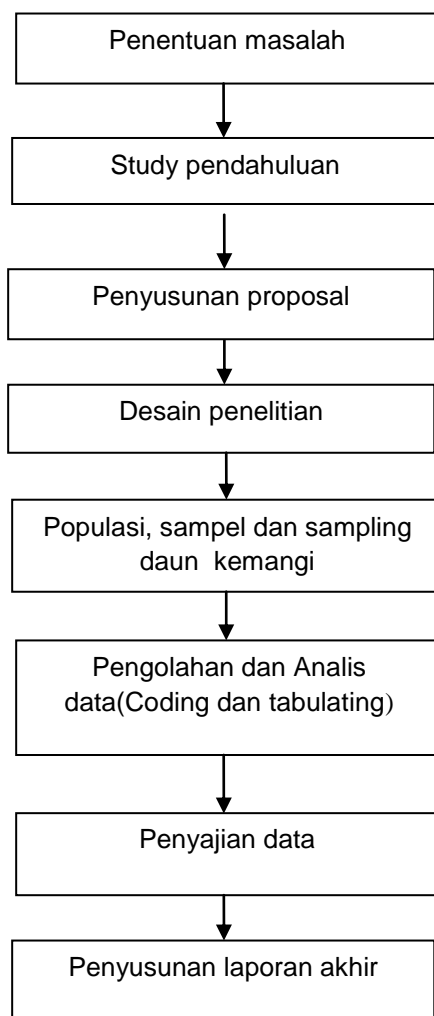 Penentuan masalah
Study pendahuluan
Penyusunan proposal
Desain penelitian
Populasi, sampel dan sampling
daun kemangi
Pengolahan dan Analis
data(Coding dan tabulating)
Penyajian data
Penyusunan laporan akhir